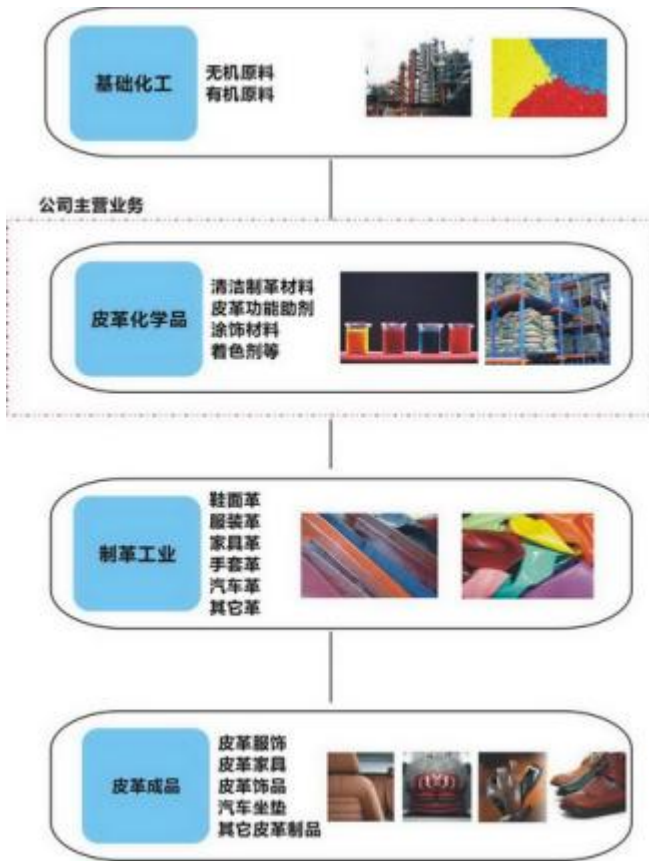 基础化工
无机原料
有机原料
公司主营业务
皮革化学品
清洁制革材料
皮革功能助剂
涂饰材料
着色剂等
制革工业
鞋面革
服装革
家具革
手套革
汽车革
其它革
皮革成品
皮革服饰
皮革家具
皮革饰品
汽车坐垫
其它皮革制品